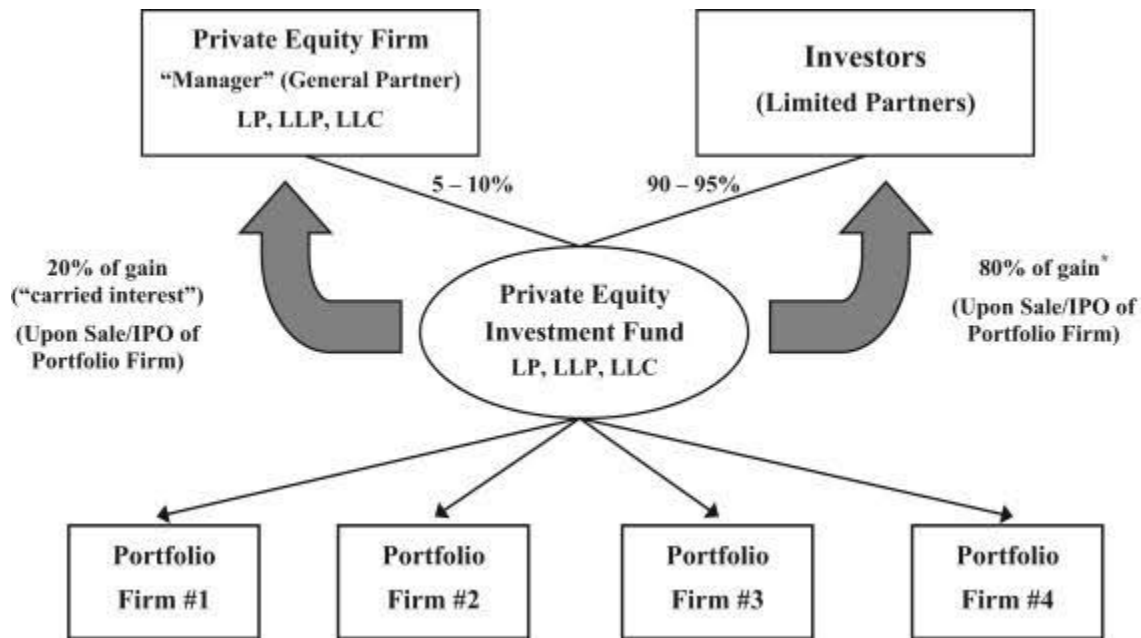 Private Equity Firm
“Manager” (General Partner)
LP, LLP, LLC
Investors
(Limited Partners)
5 – 10%
90 – 95%
20% of gain
(“carried interest”)
(Upon Sale/IPO of
Portfolio Firm)
Private Equity
Investment Fund
LP, LLP, LLC
80% of gain*
(Upon Sale/IPO of
Portfolio Firm)
Portfolio
Firm #1
Portfolio
Firm #2
Portfolio
Firm #3
Portfolio
Firm #4